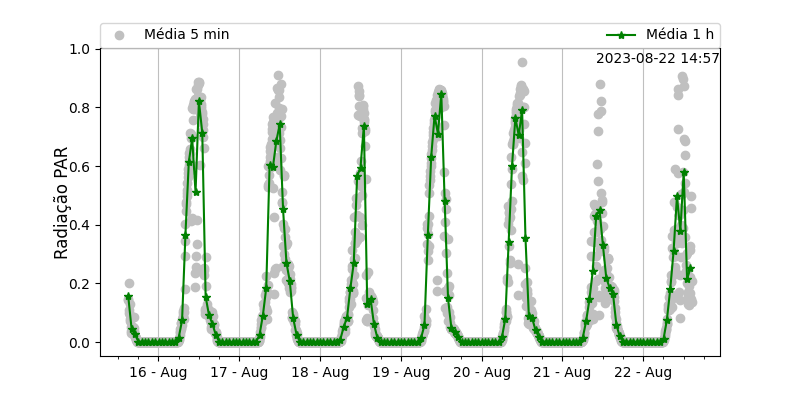 Média 5 min
Média 1 h
2023-08-22 14:57
Radiação PAR
1.0
0.8
0.6
0.4
0.2
0.0
16 - Aug
17 - Aug
18 - Aug
19 - Aug
20 - Aug
21 - Aug
22 - Aug